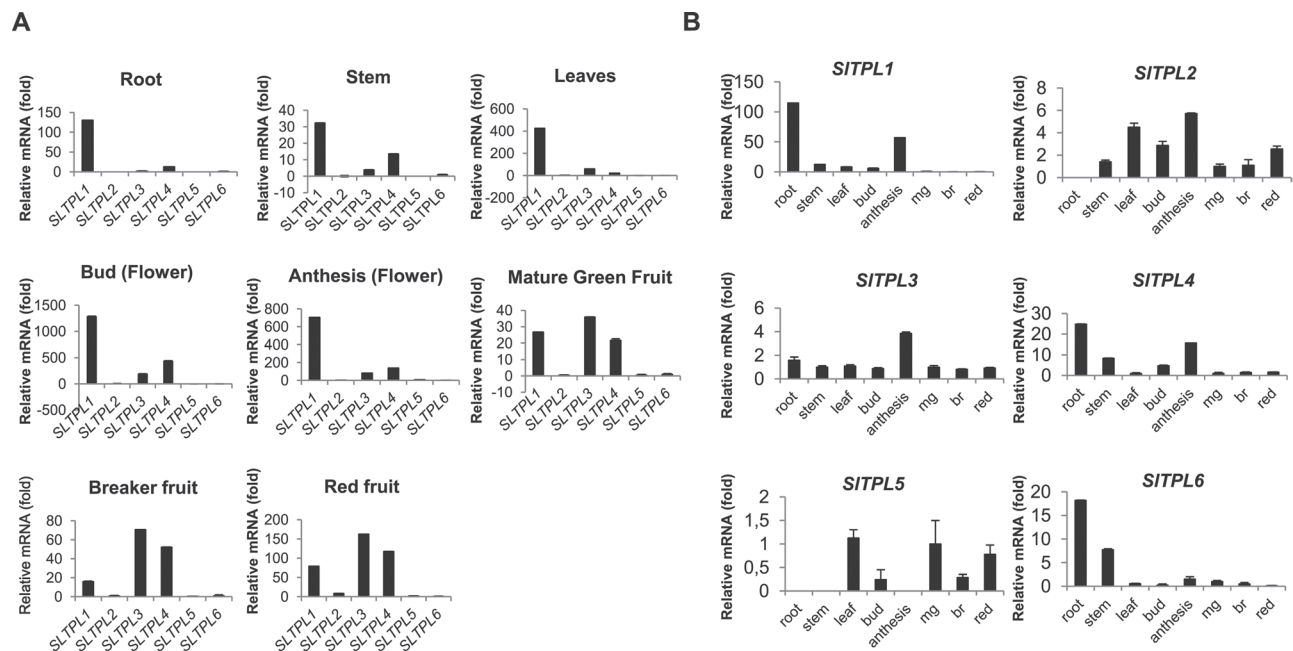 A
B
Root
Relative mRNA (fold)
150
100
50
0
SLTPL1
SLTPL2
SLTPL3
SLTPL4
SLTPL5
SLTPL6
Stem
Relative mRNA (fold)
40
30
20
10
0
-10
SLTPL1
SLTPL2
SLTPL3
SLTPL4
SLTPL5
SLTPL6
Leaves
Relative mRNA (fold)
600
400
200
0
-200
SLTPL1
SLTPL2
SLTPL3
SLTPL4
SLTPL5
SLTPL6
Bud (Flower)
Relative mRNA (fold)
1500
1000
500
0
-500
SLTPL1
SLTPL2
SLTPL3
SLTPL4
SLTPL5
SLTPL6
Anthesis (Flower)
Relative mRNA (fold)
800
600
400
200
0
SLTPL1
SLTPL2
SLTPL3
SLTPL4
SLTPL5
SLTPL6
Mature Green Fruit
Relative mRNA (fold)
40
30
20
10
0
-10
SLTPL1
SLTPL2
SLTPL3
SLTPL4
SLTPL5
SLTPL6
Breaker fruit
Relative mRNA (fold)
80
60
40
20
0
SLTPL1
SLTPL2
SLTPL3
SLTPL4
SLTPL5
SLTPL6
Red fruit
Relative mRNA (fold)
200
150
100
50
0
SLTPL1
SLTPL2
SLTPL3
SLTPL4
SLTPL5
SLTPL6
SlTPL1
Relative mRNA (fold)
150
100
50
0
root
stem
leaf
bud
anthesis
mg
br
red
SlTPL2
Relative mRNA (fold)
8
6
4
2
0
root
stem
leaf
bud
anthesis
mg
br
red
SlTPL3
Relative mRNA (fold)
6
4
2
0
root
stem
leaf
bud
anthesis
mg
br
red
SlTPL4
Relative mRNA (fold)
30
20
10
0
root
stem
leaf
bud
anthesis
mg
br
red
SlTPL5
Relative mRNA (fold)
2
1,5
1
0,5
0
root
stem
leaf
bud
anthesis
mg
br
red
SlTPL6
Relative mRNA (fold)
20
15
10
5
0
root
stem
leaf
bud
anthesis
mg
br
red